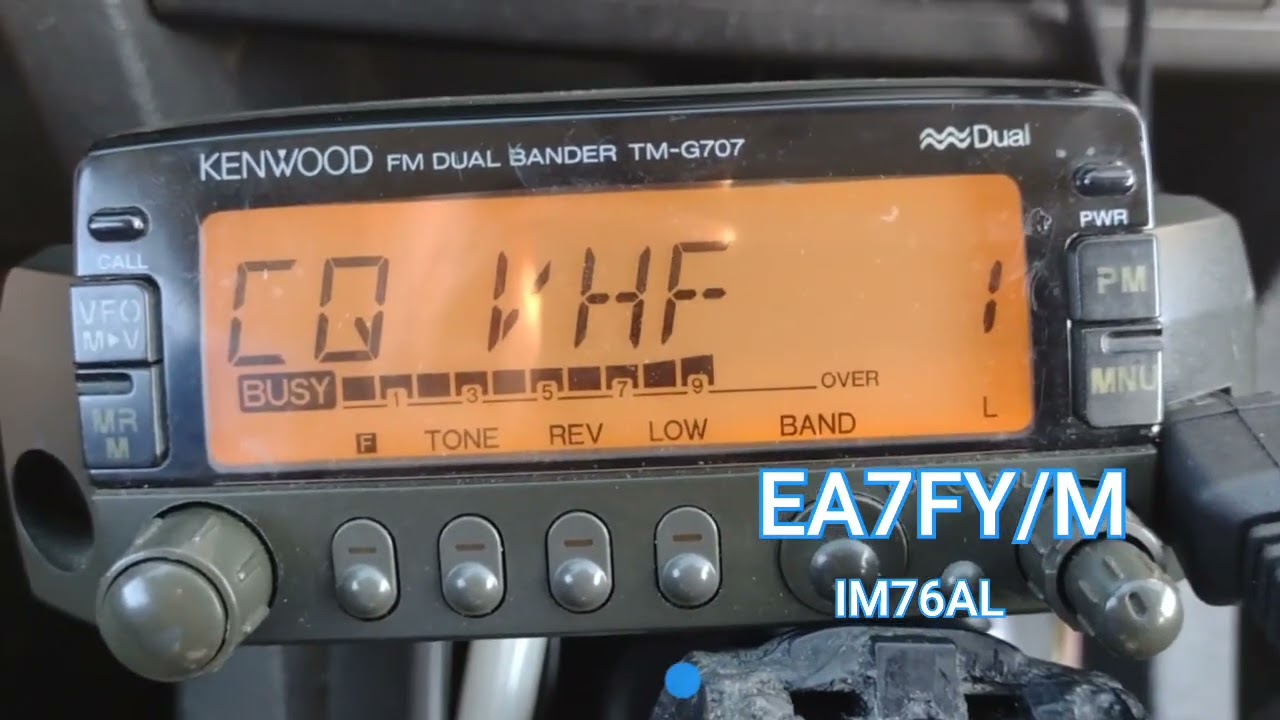 KENWOOD FM DUAL BANDER TM-G707
Dual
PWR
CALL
VFO
M▸V
MR
M
PM
MNU
CQ VHF 1
BUSY 1 3 5 7 9 OVER
F TONE REV LOW BAND L
EA7FY/M
IM76AL